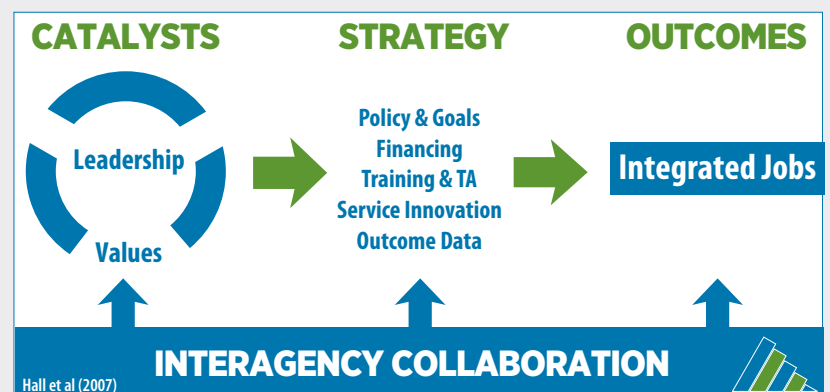 CATALYSTS
STRATEGY
OUTCOMES
Leadership
Values
Policy & Goals
Financing
Training & TA
Service Innovation
Outcome Data
Integrated Jobs
INTERAGENCY COLLABORATION
Hall et al (2007)